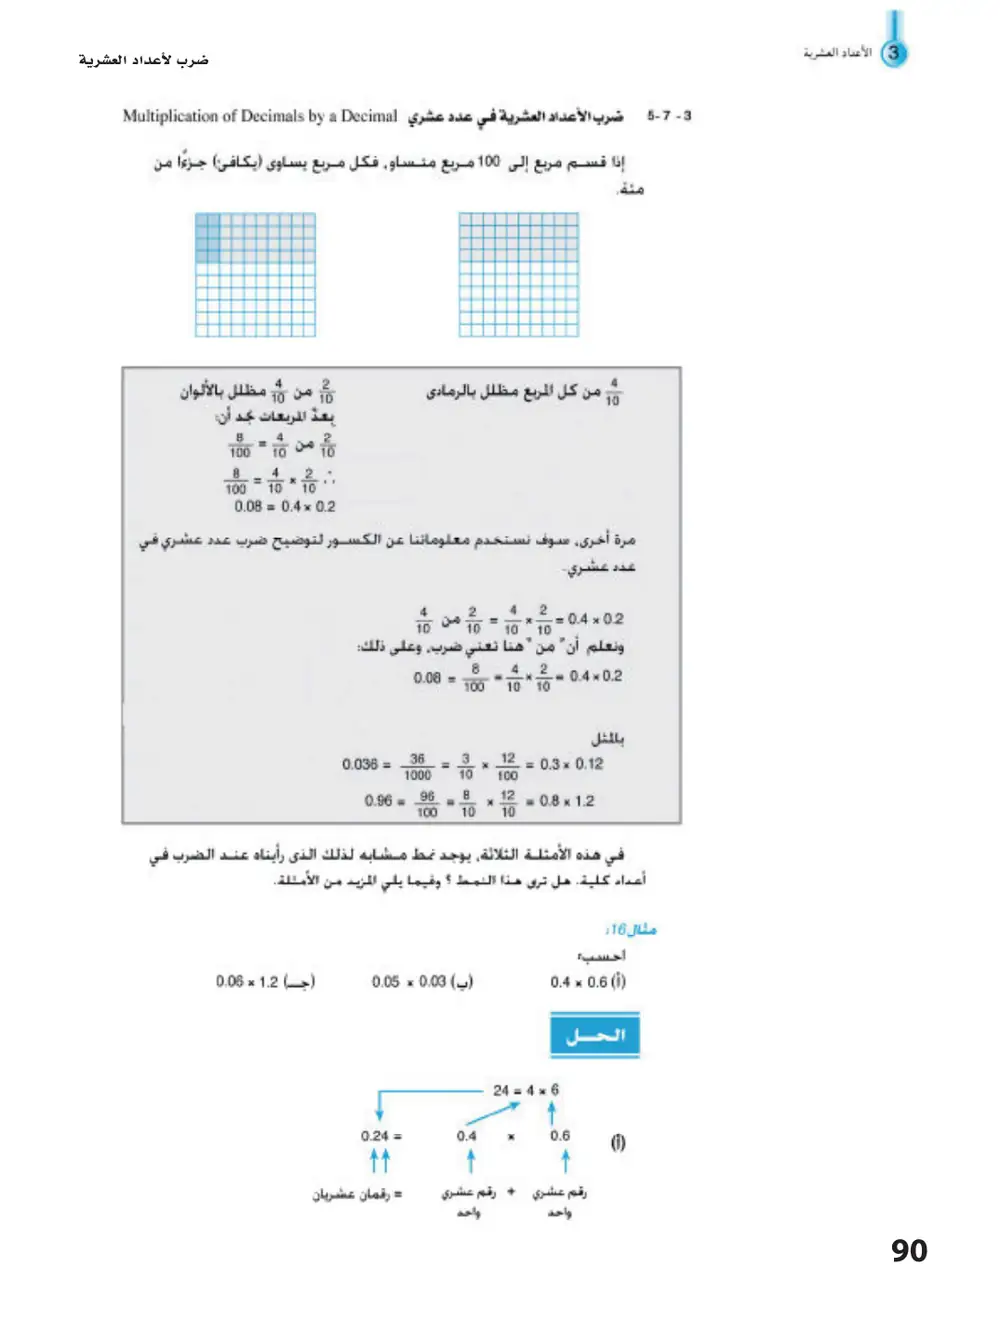 3 الأعداد العشرية
ضرب لأعداد العشرية
3 - 7 - 5 ضرب الأعداد العشرية في عدد عشري Multiplication of Decimals by a Decimal
إذا قسم مربع إلى 100 مربع متساو، فكل مربع يساوى (يكافئ) جزءًا من
مئة.
4/10 من كل المربع مظلل بالرمادى
2/10 من 4/10 مظلل بالألوان
بِعدِّ المربعات نجد أن:
2/10 من 4/10 = 8/100
∴ 2/10 × 4/10 = 8/100
0.2 × 0.4 = 0.08
مرة أخرى، سوف نستخدم معلوماتنا عن الكسور لتوضيح ضرب عدد عشري في
عدد عشري.
0.2 × 0.4 = 2/10 × 4/10 = 2/10 من 4/10
ونعلم أن "من" هنا تعني ضرب، وعلى ذلك:
0.2 × 0.4 = 2/10 × 4/10 = 8/100 = 0.08
بالمثل
0.12 × 0.3 = 12/100 × 3/10 = 36/1000 = 0.036
1.2 × 0.8 = 12/10 × 8/10 = 96/100 = 0.96
في هذه الأمثلة الثلاثة، يوجد نمط مشابه لذلك الذى رأيناه عند الضرب في
أعداد كلية. هل ترى هذا النمط ؟ وفيما يلي المزيد من الأمثلة.
مثال 16:
احسب:
(أ) 0.6 × 0.4 (ب) 0.03 × 0.05 (جـ) 1.2 × 0.06
الحــل
6 × 4 = 24
(أ) 0.6 × 0.4 = 0.24
رقم عشري + رقم عشري = رقمان عشريان
واحد واحد
90